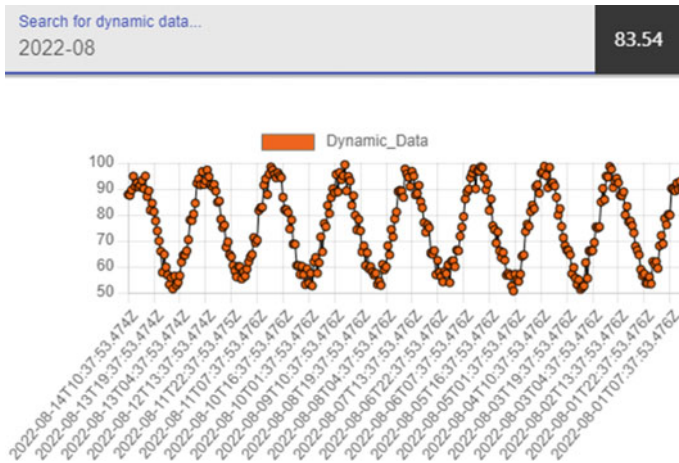 Search for dynamic data...
2022-08
83.54
Dynamic_Data
100
90
80
70
60
50
2022-08-14T10:37:53.474Z
2022-08-13T19:37:53.474Z
2022-08-13T04:37:53.474Z
2022-08-12T13:37:53.474Z
2022-08-11T22:37:53.475Z
2022-08-11T07:37:53.476Z
2022-08-10T16:37:53.476Z
2022-08-10T01:37:53.476Z
2022-08-09T10:37:53.476Z
2022-08-08T19:37:53.476Z
2022-08-08T04:37:53.476Z
2022-08-07T13:37:53.476Z
2022-08-06T22:37:53.476Z
2022-08-06T07:37:53.476Z
2022-08-05T16:37:53.476Z
2022-08-05T01:37:53.476Z
2022-08-04T10:37:53.476Z
2022-08-03T19:37:53.476Z
2022-08-03T04:37:53.476Z
2022-08-02T13:37:53.476Z
2022-08-01T22:37:53.476Z
2022-08-01T07:37:53.476Z